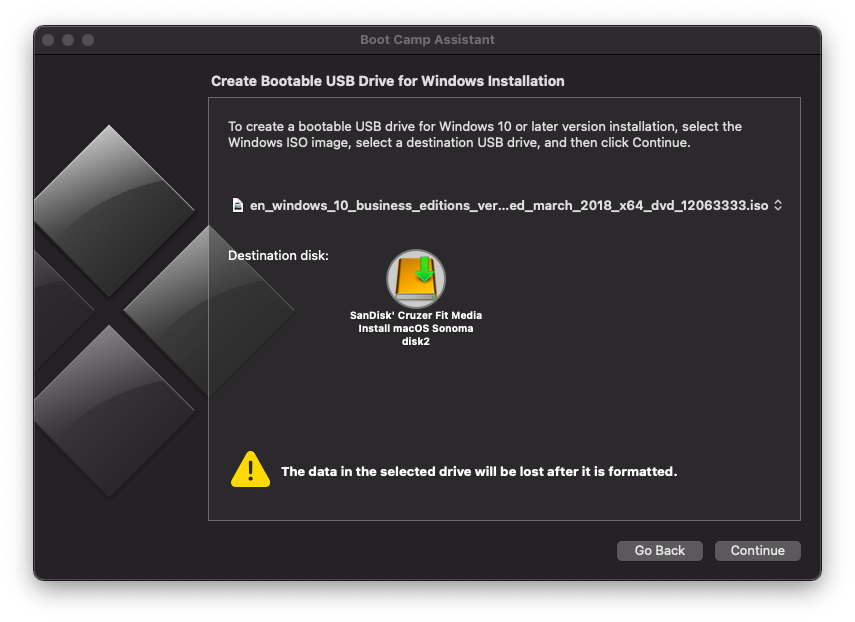 Boot Camp Assistant
Create Bootable USB Drive for Windows Installation
To create a bootable USB drive for Windows 10 or later version installation, select the
Windows ISO image, select a destination USB drive, and then click Continue.
en_windows_10_business_editions_ver...ed_march_2018_x64_dvd_12063333.iso
Destination disk:
SanDisk' Cruzer Fit Media
Install macOS Sonoma
disk2
The data in the selected drive will be lost after it is formatted.
Go Back
Continue